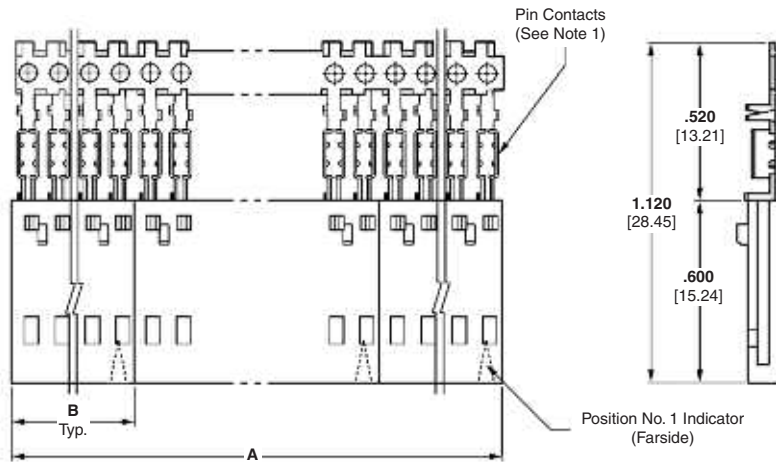 Pin Contacts
(See Note 1)
.520
[13.21]
1.120
[28.45]
.600
[15.24]
B
Typ.
Position No. 1 Indicator
(Farside)
A